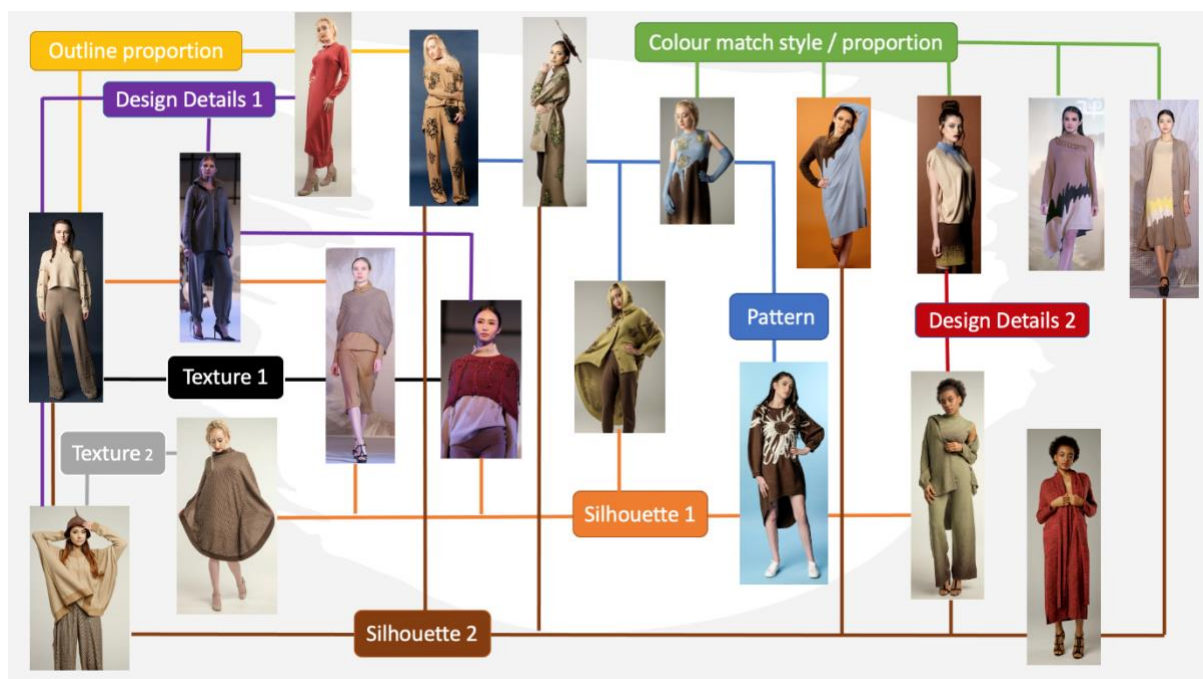 Outline proportion
Colour match style / proportion
Design Details 1
Pattern
Design Details 2
Texture 1
Texture 2
Silhouette 1
Silhouette 2